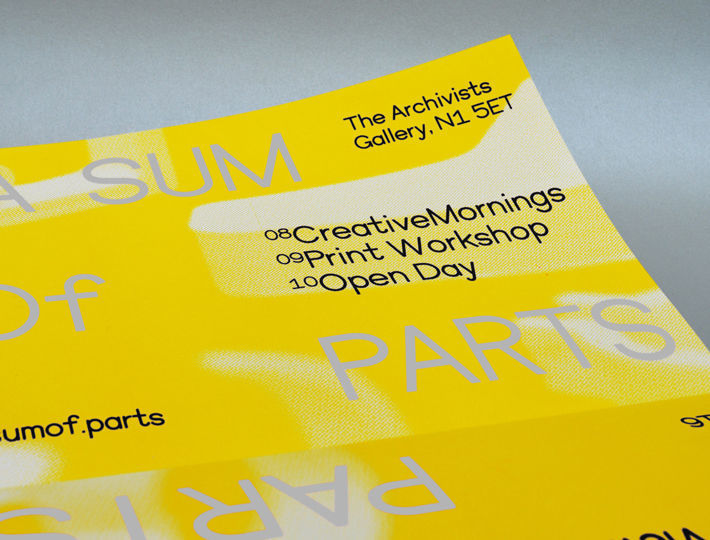 The Archivists
Gallery, N1 5ET
A SUM
08CreativeMornings
09Print Workshop
10Open Day
Of
PARTS
sumof.parts
PARTS